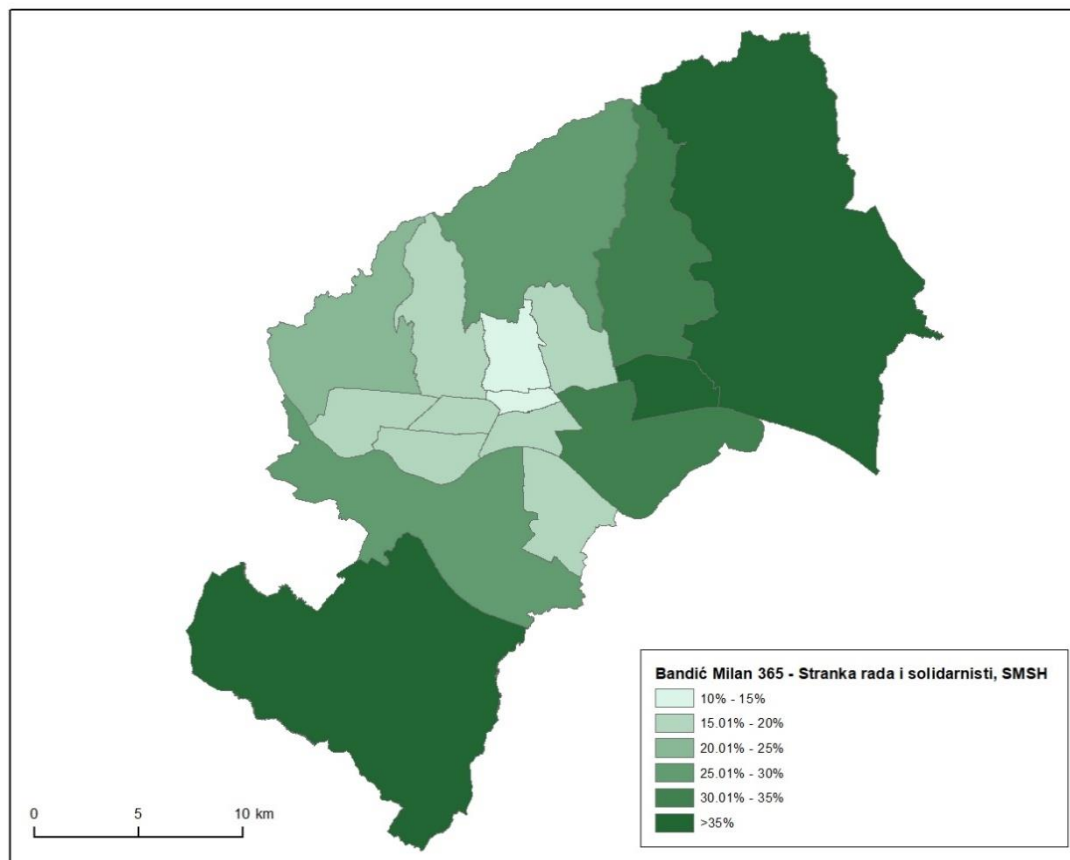 Bandić Milan 365 - Stranka rada i solidarnisti, SMSH
10% - 15%
15.01% - 20%
20.01% - 25%
25.01% - 30%
30.01% - 35%
>35%
0 5 10 km